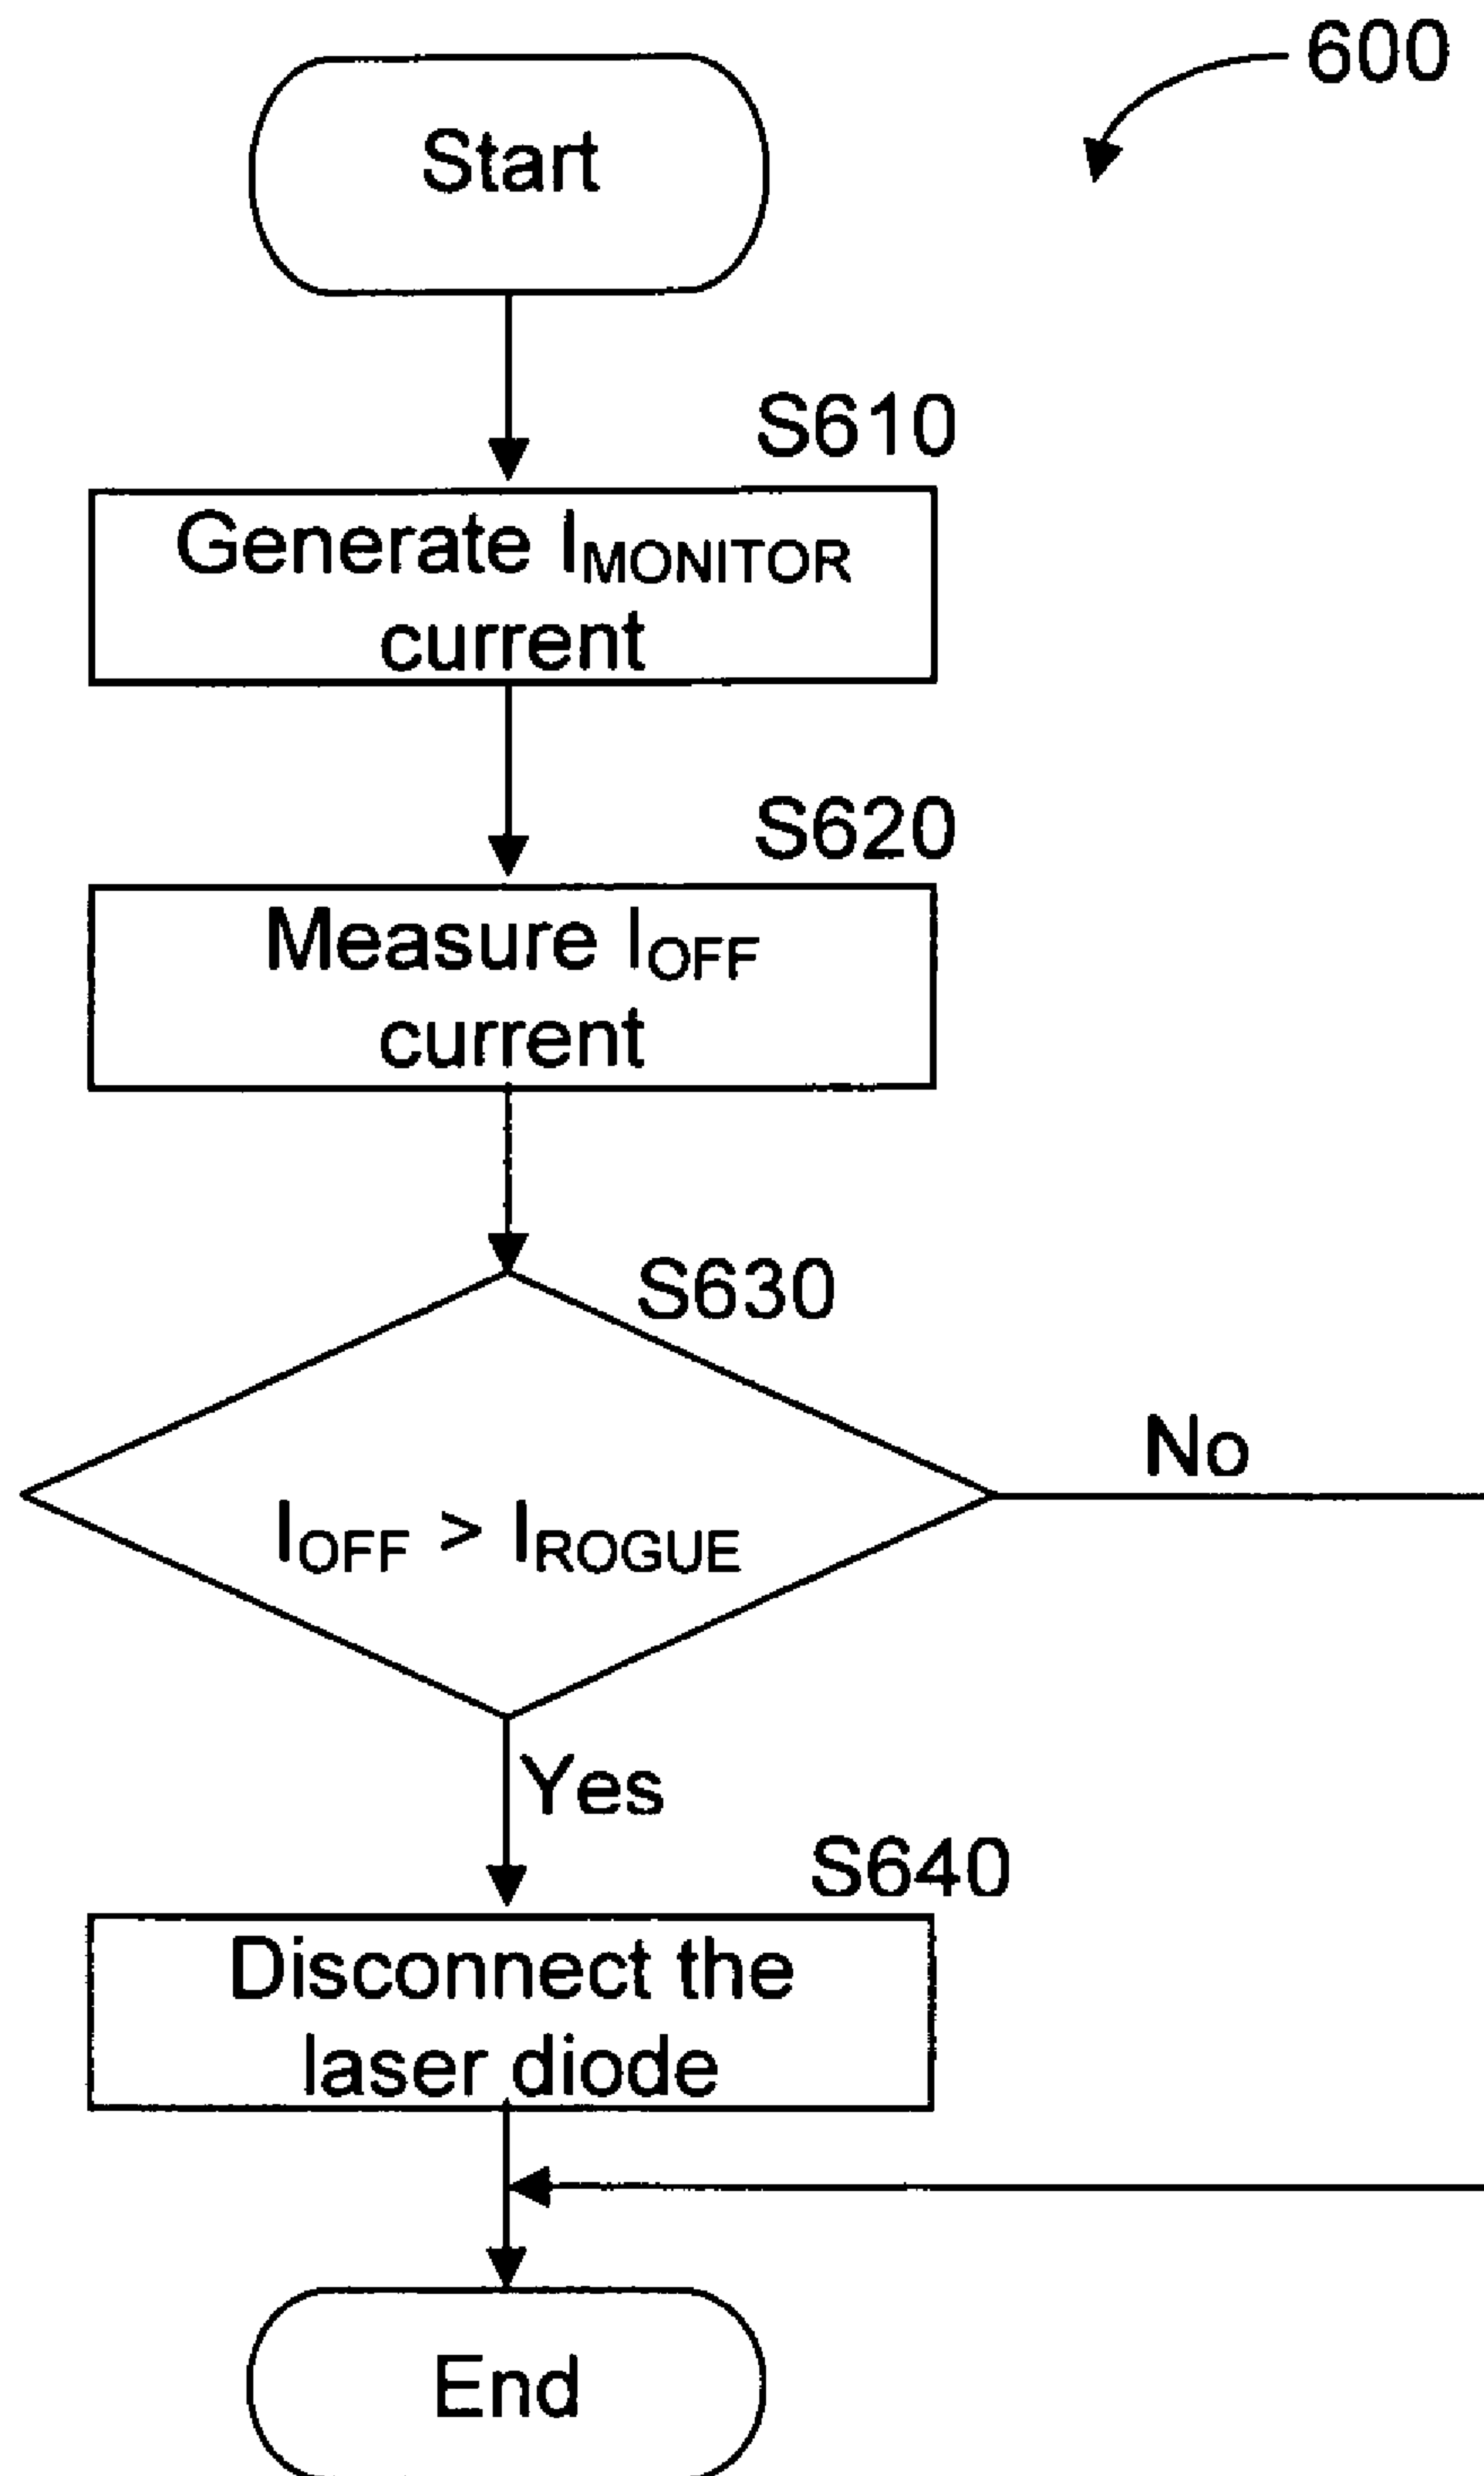 600
Start
S610
Generate IMONITOR
current
S620
Measure IOFF
current
S630
No
IOFF > IROGUE
Yes
S640
Disconnect the
laser diode
End